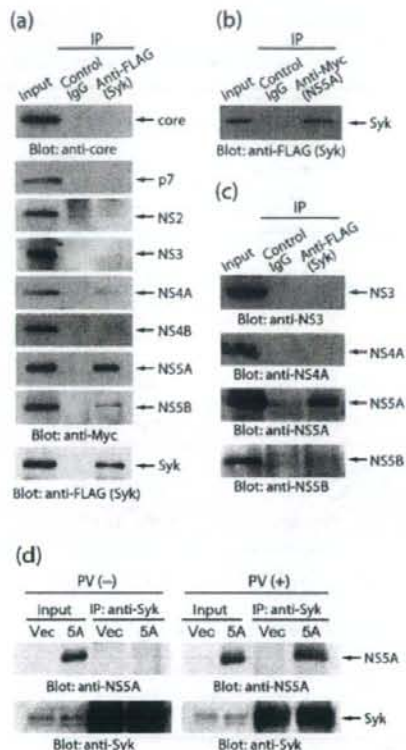 (a)
IP
Input
Control IgG
Anti-FLAG (Syk)
core
Blot: anti-core
p7
NS2
NS3
NS4A
NS4B
NS5A
NS5B
Blot: anti-Myc
Syk
Blot: anti-FLAG (Syk)
(b)
IP
Input
Control IgG
Anti-Myc (NS5A)
Syk
Blot: anti-FLAG (Syk)
(c)
IP
Input
Control IgG
Anti-FLAG (Syk)
NS3
Blot: anti-NS3
NS4A
Blot: anti-NS4A
NS5A
Blot: anti-NS5A
NS5B
Blot: anti-NS5B
(d)
PV (–) PV (+)
Input IP: anti-Syk Input IP: anti-Syk
Vec 5A Vec 5A Vec 5A Vec 5A
NS5A
Blot: anti-NS5A Blot: anti-NS5A
Syk
Blot: anti-Syk Blot: anti-Syk